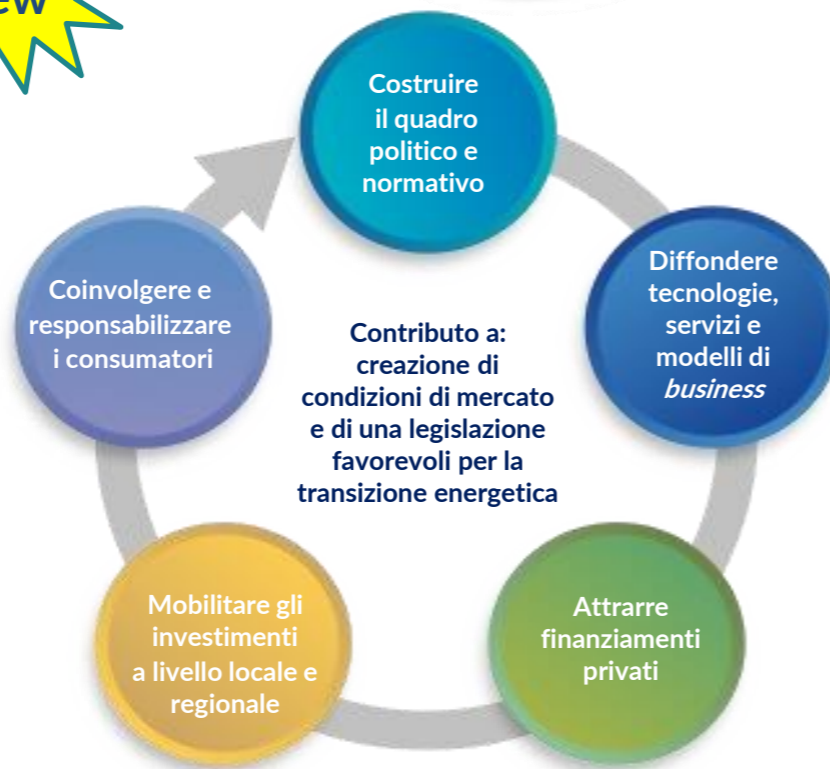 Costruire
il quadro
politico e
normativo
Diffondere
tecnologie,
servizi e
modelli di
business
Attrarre
finanziamenti
privati
Mobilitare gli
investimenti
a livello locale e
regionale
Coinvolgere e
responsabilizzare
i consumatori
Contributo a:
creazione di
condizioni di mercato
e di una legislazione
favorevoli per la
transizione energetica